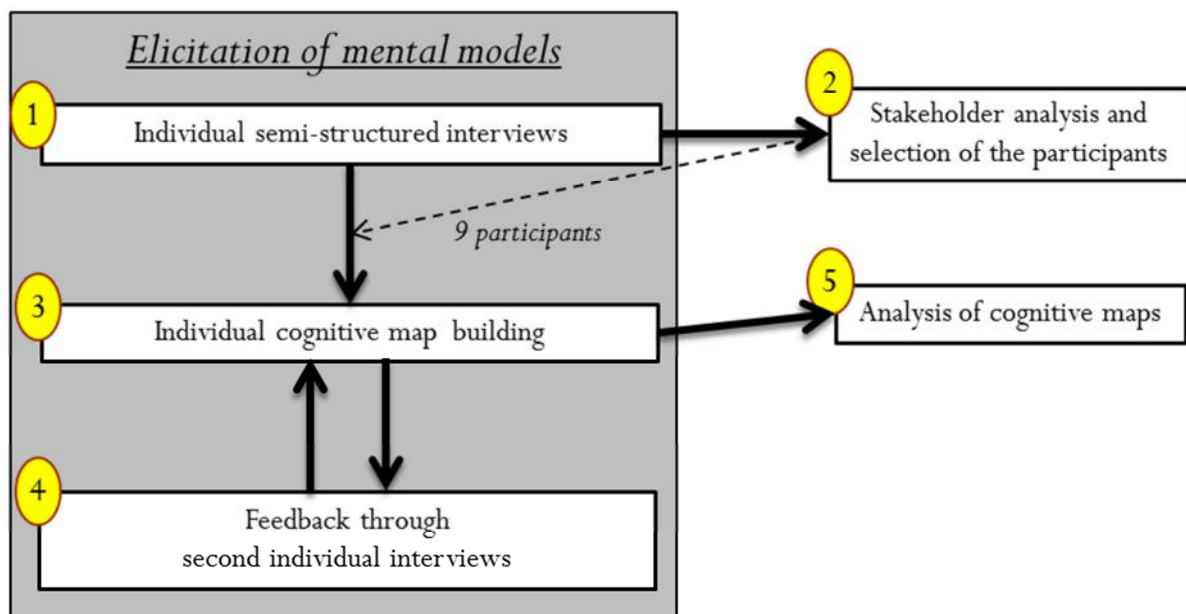 Elicitation of mental models
1
Individual semi-structured interviews
2
Stakeholder analysis and
selection of the participants
9 participants
3
Individual cognitive map building
5
Analysis of cognitive maps
4
Feedback through
second individual interviews